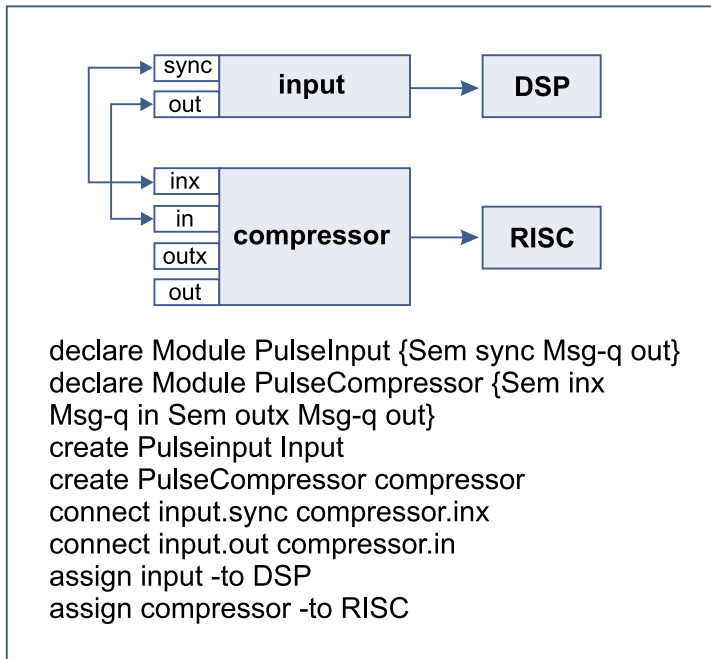 sync
input
DSP
out
inx
in
compressor
RISC
outx
out
declare Module PulseInput {Sem sync Msg-q out}
declare Module PulseCompressor {Sem inx
Msg-q in Sem outx Msg-q out}
create Pulseinput Input
create PulseCompressor compressor
connect input.sync compressor.inx
connect input.out compressor.in
assign input -to DSP
assign compressor -to RISC